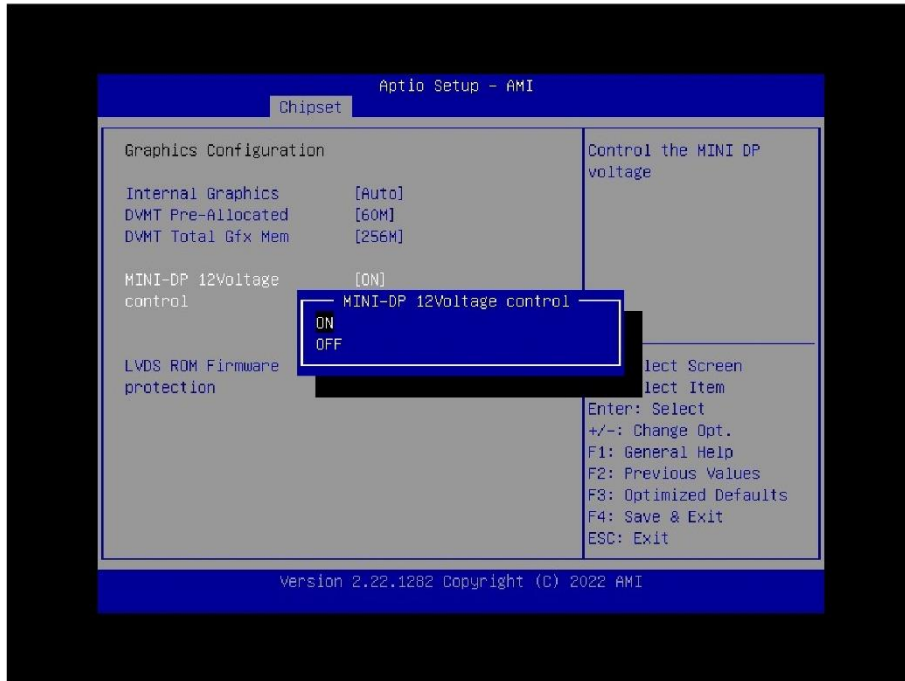 Aptio Setup - AMI
Chipset
Graphics Configuration
Internal Graphics [Auto]
DVMT Pre-Allocated [60M]
DVMT Total Gfx Mem [256M]
MINI-DP 12Voltage [ON]
control
MINI-DP 12Voltage control
ON
OFF
LVDS ROM Firmware
protection
Control the MINI DP
voltage
lect Screen
lect Item
Enter: Select
+/-: Change Opt.
F1: General Help
F2: Previous Values
F3: Optimized Defaults
F4: Save & Exit
ESC: Exit
Version 2.22.1282 Copyright (C) 2022 AMI